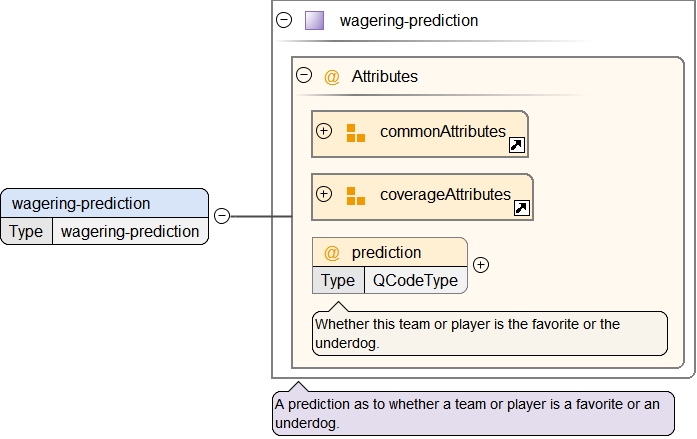 wagering-prediction
@ Attributes
commonAttributes
coverageAttributes
wagering-prediction
Type wagering-prediction
@ prediction
Type QCodeType
Whether this team or player is the favorite or the
underdog.
A prediction as to whether a team or player is a favorite or an
underdog.